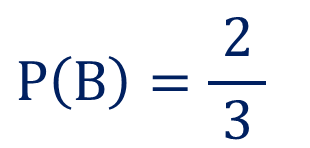 P(B) = 2/3